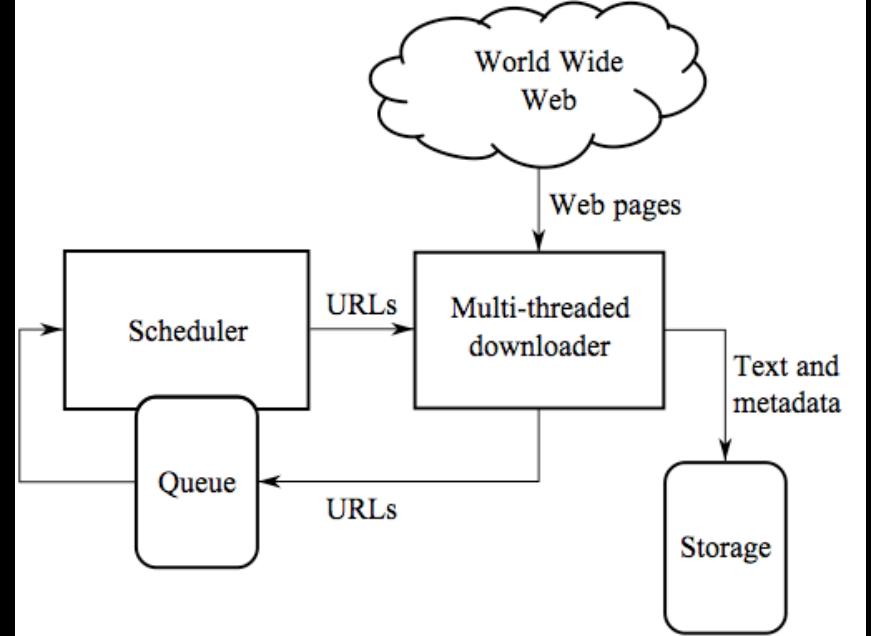 World Wide
Web
Web pages
Scheduler
URLs
Multi-threaded
downloader
Text and
metadata
Queue
URLs
Storage